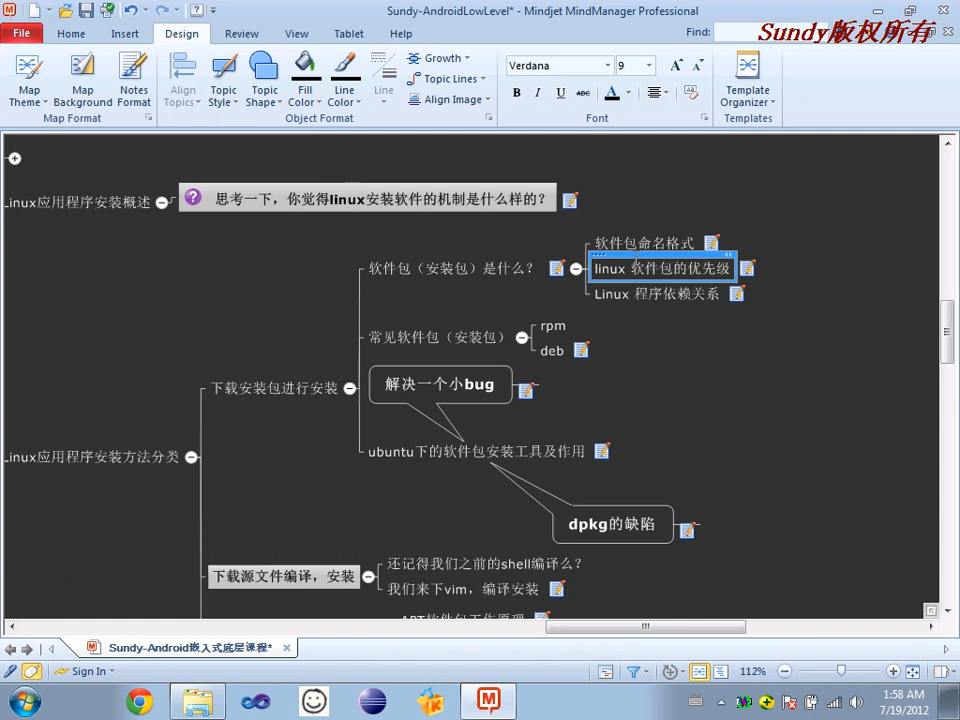 Sundy-AndroidLowLevel* - Mindjet MindManager Professional
File Home Insert Design Review View Tablet Help Find:
Sundy版权所有
Map Theme
Map Background
Notes Format
Align Topics
Topic Style
Topic Shape
Fill Color
Line Color
Line
Growth
Topic Lines
Align Image
Verdana 9
B I U ABC A
Template Organizer
Map Format Object Format Font Templates
Linux应用程序安装概述
思考一下，你觉得linux安装软件的机制是什么样的？
软件包（安装包）是什么？
软件包命名格式
linux 软件包的优先级
Linux 程序依赖关系
常见软件包（安装包）
rpm
deb
解决一个小bug
下载安装包进行安装
ubuntu下的软件包安装工具及作用
Linux应用程序安装方法分类
dpkg的缺陷
下载源文件编译，安装
还记得我们之前的shell编译么？
我们来下vim，编译安装
APT软件包工作原理
Sundy-Android嵌入式底层课程*
Sign In 112%
1:58 AM
7/19/2012